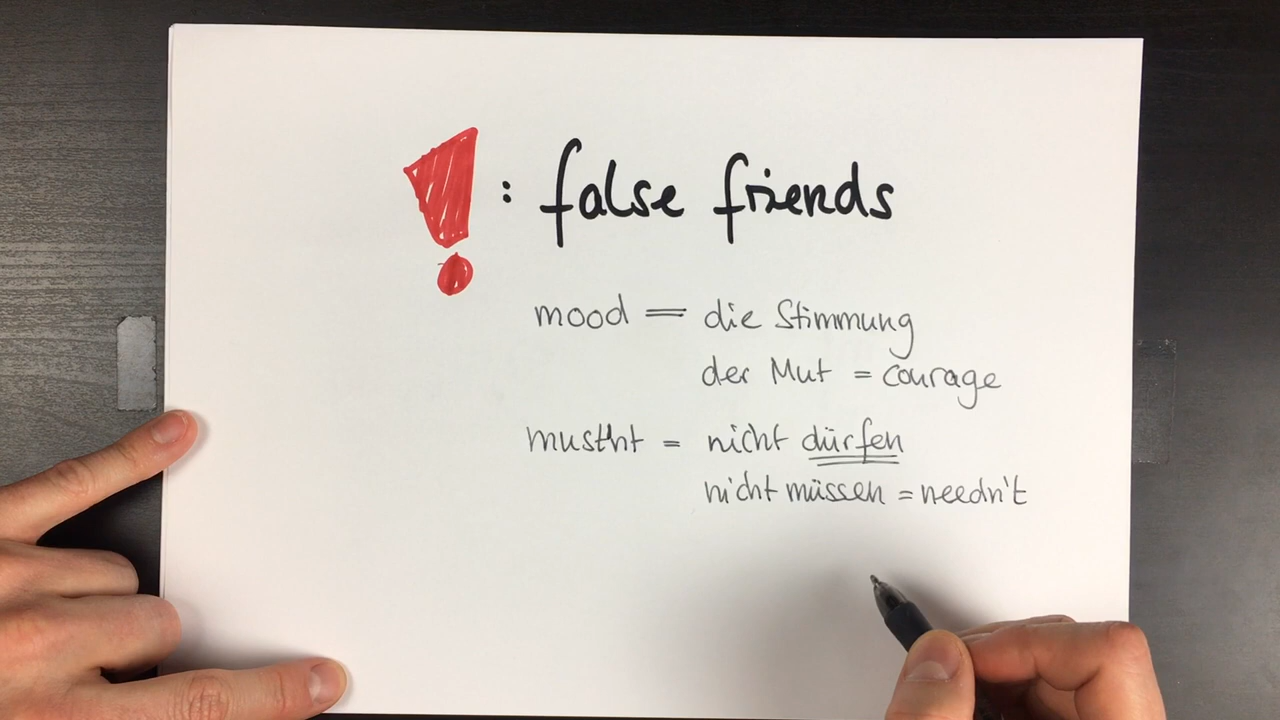 ! : false friends
mood = die Stimmung
der Mut = courage
mustn't = nicht dürfen
nicht müssen = needn't